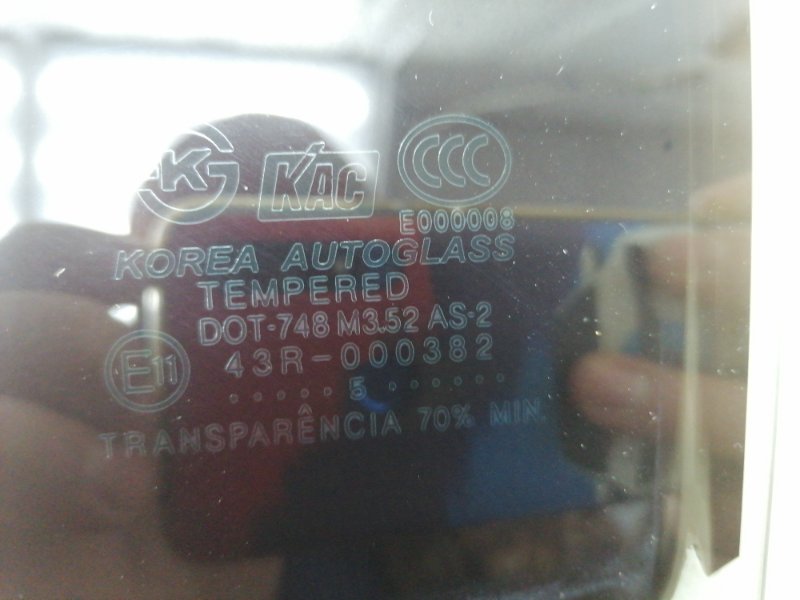 K
KAC
CCC
E000008
KOREA AUTOGLASS
TEMPERED
DOT-748 M3.52 AS-2
E11
43R-000382
.....5......
TRANSPARÊNCIA 70% MIN.